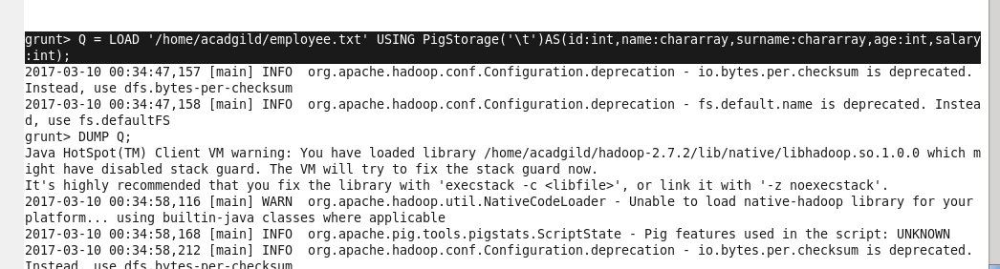 grunt> Q = LOAD '/home/acadgild/employee.txt' USING PigStorage('\t')AS(id:int,name:chararray,surname:chararray,age:int,salary
:int);
2017-03-10 00:34:47,157 [main] INFO  org.apache.hadoop.conf.Configuration.deprecation - io.bytes.per.checksum is deprecated.
Instead, use dfs.bytes-per-checksum
2017-03-10 00:34:47,158 [main] INFO  org.apache.hadoop.conf.Configuration.deprecation - fs.default.name is deprecated. Instea
d, use fs.defaultFS
grunt> DUMP Q;
Java HotSpot(TM) Client VM warning: You have loaded library /home/acadgild/hadoop-2.7.2/lib/native/libhadoop.so.1.0.0 which m
ight have disabled stack guard. The VM will try to fix the stack guard now.
It's highly recommended that you fix the library with 'execstack -c <libfile>', or link it with '-z noexecstack'.
2017-03-10 00:34:58,116 [main] WARN  org.apache.hadoop.util.NativeCodeLoader - Unable to load native-hadoop library for your
platform... using builtin-java classes where applicable
2017-03-10 00:34:58,168 [main] INFO  org.apache.pig.tools.pigstats.ScriptState - Pig features used in the script: UNKNOWN
2017-03-10 00:34:58,212 [main] INFO  org.apache.hadoop.conf.Configuration.deprecation - io.bytes.per.checksum is deprecated.
Instead, use dfs.bytes-per-checksum